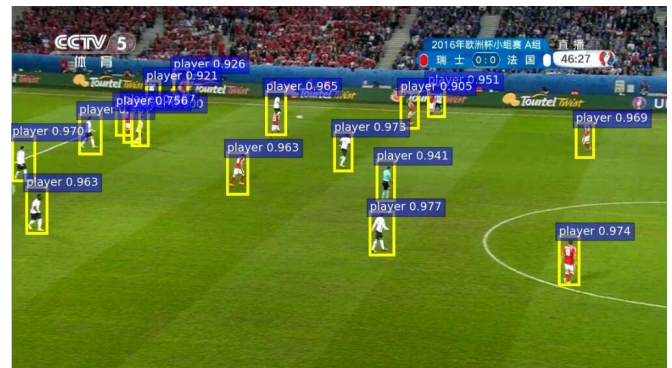 CCTV 5
体育
2016年欧洲杯小组赛 A组
直播
瑞士 0:0 法国
46:27
player 0.926
player 0.921
player 0.965
player 0.951
player 0.905
player 0.973
player 0.969
player 0.970
player 0.963
player 0.941
player 0.963
player 0.977
player 0.974
Tourtel Twist
Tourtel Twist
Tourtel Twist